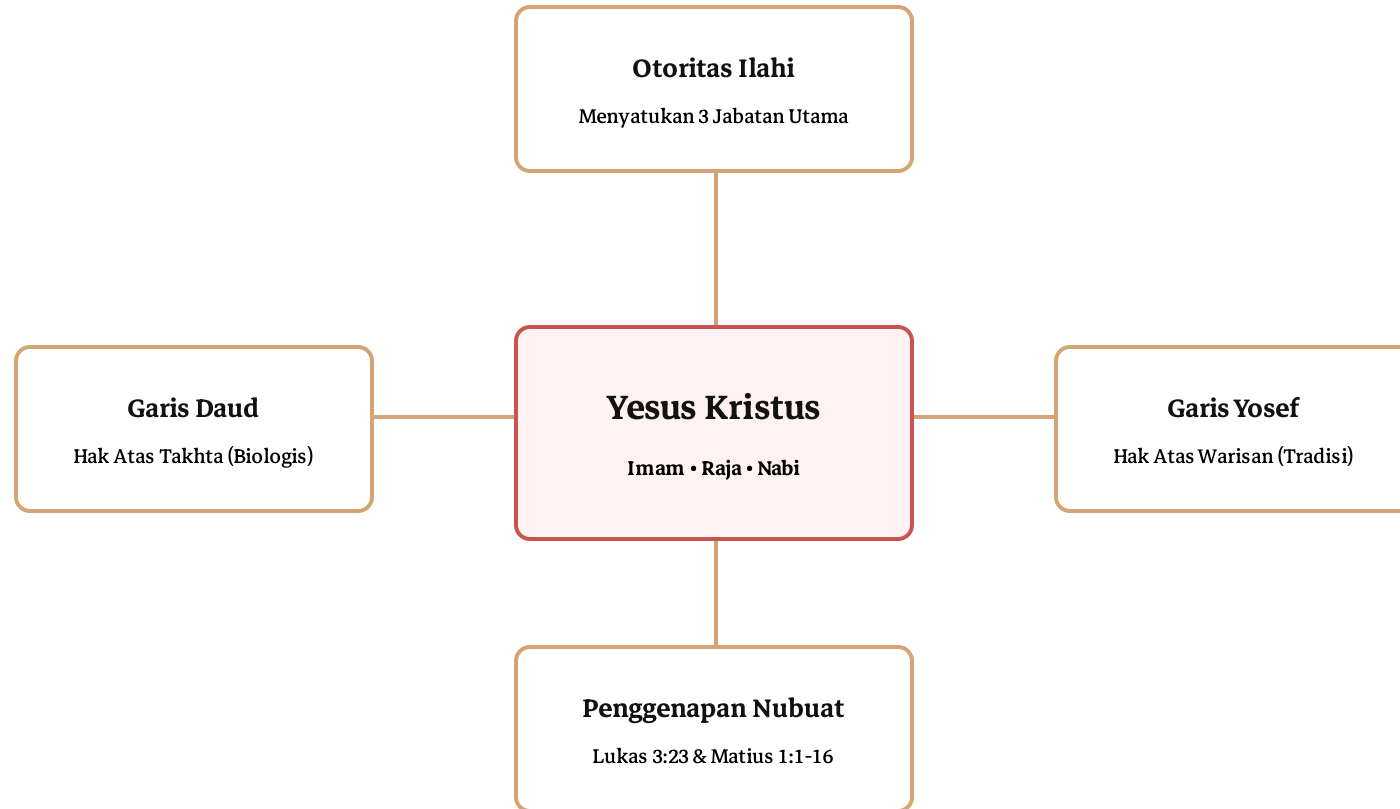 Otoritas Ilahi
Menyatukan 3 Jabatan Utama
Garis Daud
Hak Atas Takhta (Biologis)
Yesus Kristus
Imam • Raja • Nabi
Garis Yosef
Hak Atas Warisan (Tradisi)
Penggenapan Nubuat
Lukas 3:23 & Matius 1:1-16